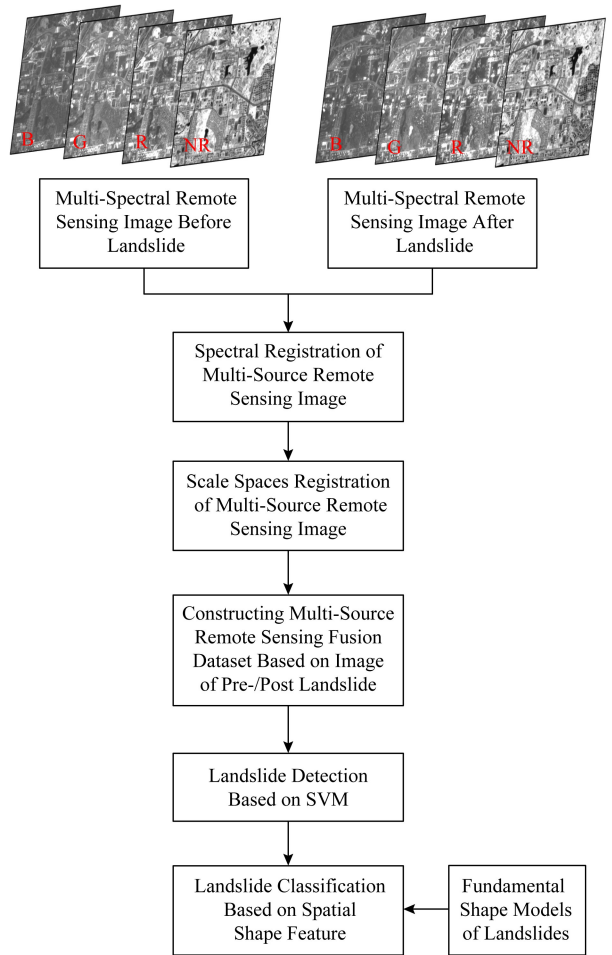 B
G
R
NR
B
G
R
NR
Multi-Spectral Remote
Sensing Image Before
Landslide
Multi-Spectral Remote
Sensing Image After
Landslide
Spectral Registration of
Multi-Source Remote
Sensing Image
Scale Spaces Registration
of Multi-Source Remote
Sensing Image
Constructing Multi-Source
Remote Sensing Fusion
Dataset Based on Image
of Pre-/Post Landslide
Landslide Detection
Based on SVM
Landslide Classification
Based on Spatial
Shape Feature
Fundamental
Shape Models
of Landslides